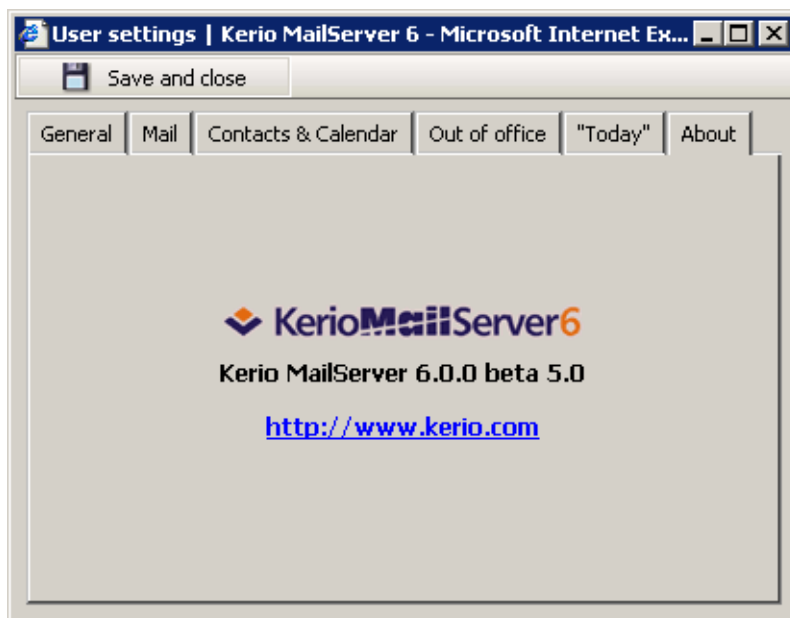 User settings | Kerio MailServer 6 - Microsoft Internet Ex...
Save and close
General Mail Contacts & Calendar Out of office "Today" About
KerioMailServer6
Kerio MailServer 6.0.0 beta 5.0
http://www.kerio.com